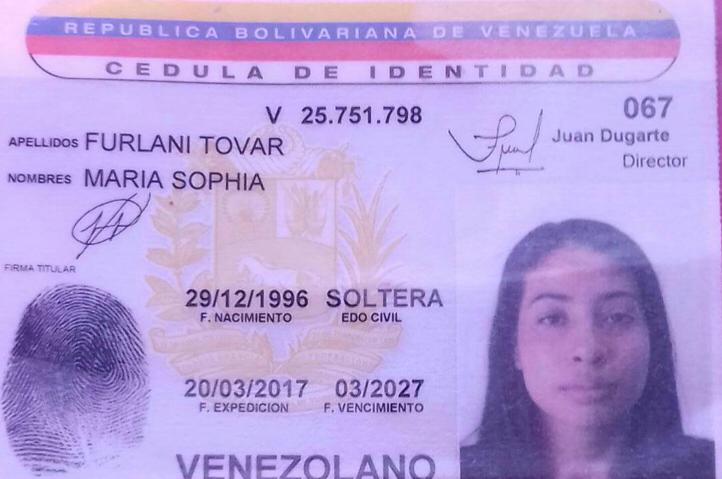 REPUBLICA BOLIVARIANA DE VENEZUELA
CEDULA DE IDENTIDAD
V 25.751.798 067
APELLIDOS FURLANI TOVAR
Juan Dugarte
Director
NOMBRES MARIA SOPHIA
FIRMA TITULAR
29/12/1996 SOLTERA
F. NACIMIENTO EDO CIVIL
20/03/2017 03/2027
F. EXPEDICION F. VENCIMIENTO
VENEZOLANO